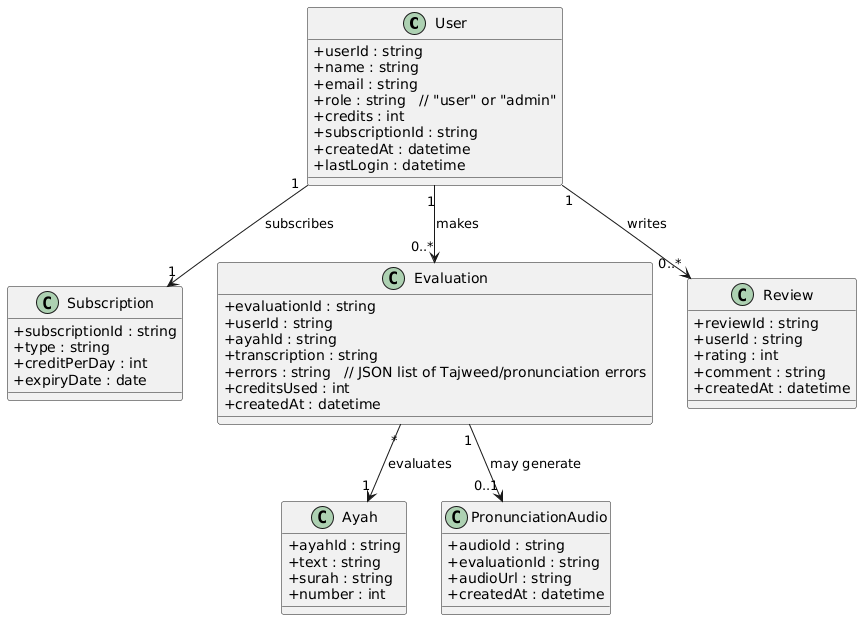 C User
+userId : string
+name : string
+email : string
+role : string // "user" or "admin"
+credits : int
+subscriptionId : string
+createdAt : datetime
+lastLogin : datetime
1
subscribes
1
1
makes
0..*
1
writes
0..*
C Subscription
+subscriptionId : string
+type : string
+creditPerDay : int
+expiryDate : date
C Evaluation
+evaluationId : string
+userId : string
+ayahId : string
+transcription : string
+errors : string // JSON list of Tajweed/pronunciation errors
+creditsUsed : int
+createdAt : datetime
C Review
+reviewId : string
+userId : string
+rating : int
+comment : string
+createdAt : datetime
*
evaluates
1
1
may generate
0..1
C Ayah
+ayahId : string
+text : string
+surah : string
+number : int
C PronunciationAudio
+audioId : string
+evaluationId : string
+audioUrl : string
+createdAt : datetime